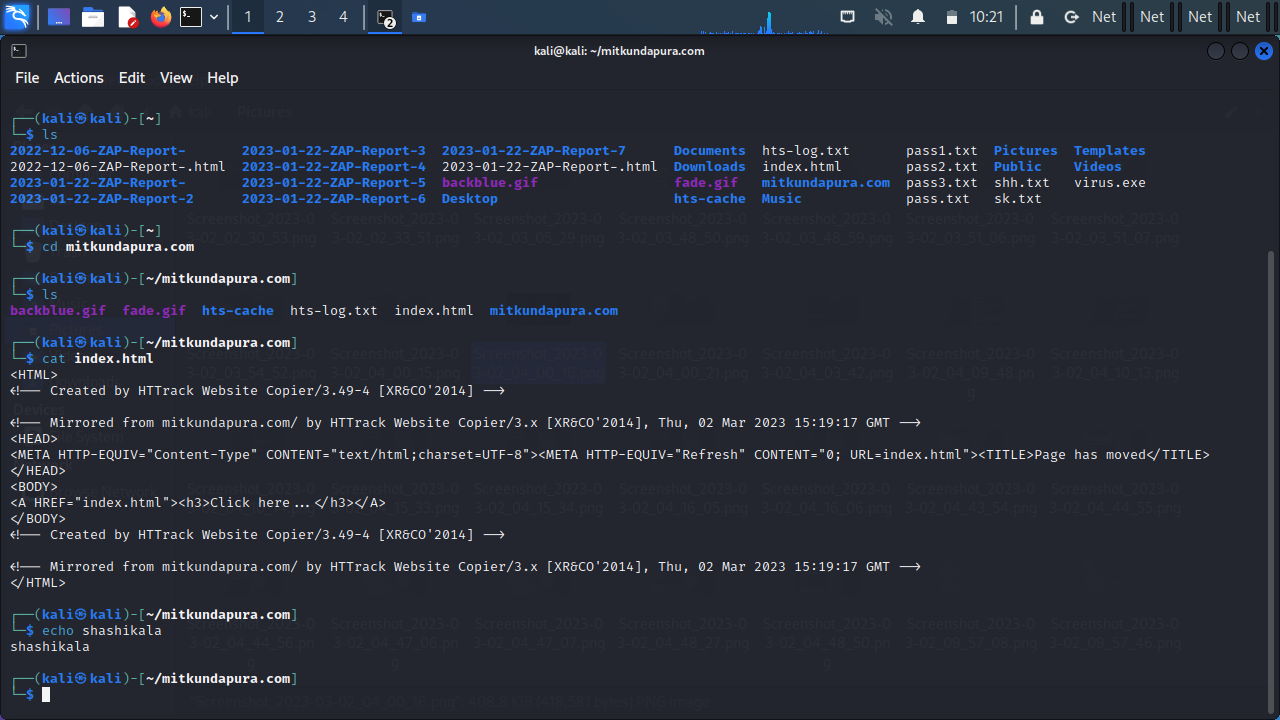 1 2 3 4 2 10:21 Net Net Net Net
kali@kali: ~/mitkundapura.com
File Actions Edit View Help
┌──(kali㉿kali)-[~]
└─$ ls
2022-12-06-ZAP-Report- 2023-01-22-ZAP-Report-3 2023-01-22-ZAP-Report-7 Documents hts-log.txt pass1.txt Pictures Templates
2022-12-06-ZAP-Report-.html 2023-01-22-ZAP-Report-4 2023-01-22-ZAP-Report-.html Downloads index.html pass2.txt Public Videos
2023-01-22-ZAP-Report- 2023-01-22-ZAP-Report-5 backblue.gif fade.gif mitkundapura.com pass3.txt shh.txt virus.exe
2023-01-22-ZAP-Report-2 2023-01-22-ZAP-Report-6 Desktop hts-cache Music pass.txt sk.txt
┌──(kali㉿kali)-[~]
└─$ cd mitkundapura.com
┌──(kali㉿kali)-[~/mitkundapura.com]
└─$ ls
backblue.gif fade.gif hts-cache hts-log.txt index.html mitkundapura.com
┌──(kali㉿kali)-[~/mitkundapura.com]
└─$ cat index.html
<HTML>
<!-- Created by HTTrack Website Copier/3.49-4 [XR&CO'2014] -->
<!-- Mirrored from mitkundapura.com/ by HTTrack Website Copier/3.x [XR&CO'2014], Thu, 02 Mar 2023 15:19:17 GMT -->
<HEAD>
<META HTTP-EQUIV="Content-Type" CONTENT="text/html;charset=UTF-8"><META HTTP-EQUIV="Refresh" CONTENT="0; URL=index.html"><TITLE>Page has moved</TITLE>
</HEAD>
<BODY>
<A HREF="index.html"><h3>Click here...</h3></A>
</BODY>
<!-- Created by HTTrack Website Copier/3.49-4 [XR&CO'2014] -->
<!-- Mirrored from mitkundapura.com/ by HTTrack Website Copier/3.x [XR&CO'2014], Thu, 02 Mar 2023 15:19:17 GMT -->
</HTML>
┌──(kali㉿kali)-[~/mitkundapura.com]
└─$ echo shashikala
shashikala
┌──(kali㉿kali)-[~/mitkundapura.com]
└─$